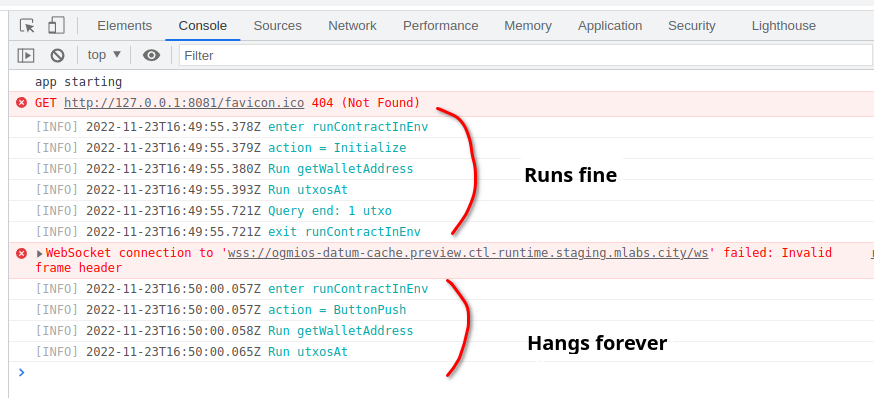 Elements Console Sources Network Performance Memory Application Security Lighthouse
top ▼ Filter
app starting
GET http://127.0.0.1:8081/favicon.ico 404 (Not Found)
[INFO] 2022-11-23T16:49:55.378Z enter runContractInEnv
[INFO] 2022-11-23T16:49:55.379Z action = Initialize
[INFO] 2022-11-23T16:49:55.380Z Run getWalletAddress
Runs fine
[INFO] 2022-11-23T16:49:55.393Z Run utxosAt
[INFO] 2022-11-23T16:49:55.721Z Query end: 1 utxo
[INFO] 2022-11-23T16:49:55.721Z exit runContractInEnv
▶WebSocket connection to 'wss://ogmios-datum-cache.preview.ctl-runtime.staging.mlabs.city/ws' failed: Invalid
frame header
[INFO] 2022-11-23T16:50:00.057Z enter runContractInEnv
[INFO] 2022-11-23T16:50:00.057Z action = ButtonPush
[INFO] 2022-11-23T16:50:00.058Z Run getWalletAddress
Hangs forever
[INFO] 2022-11-23T16:50:00.065Z Run utxosAt